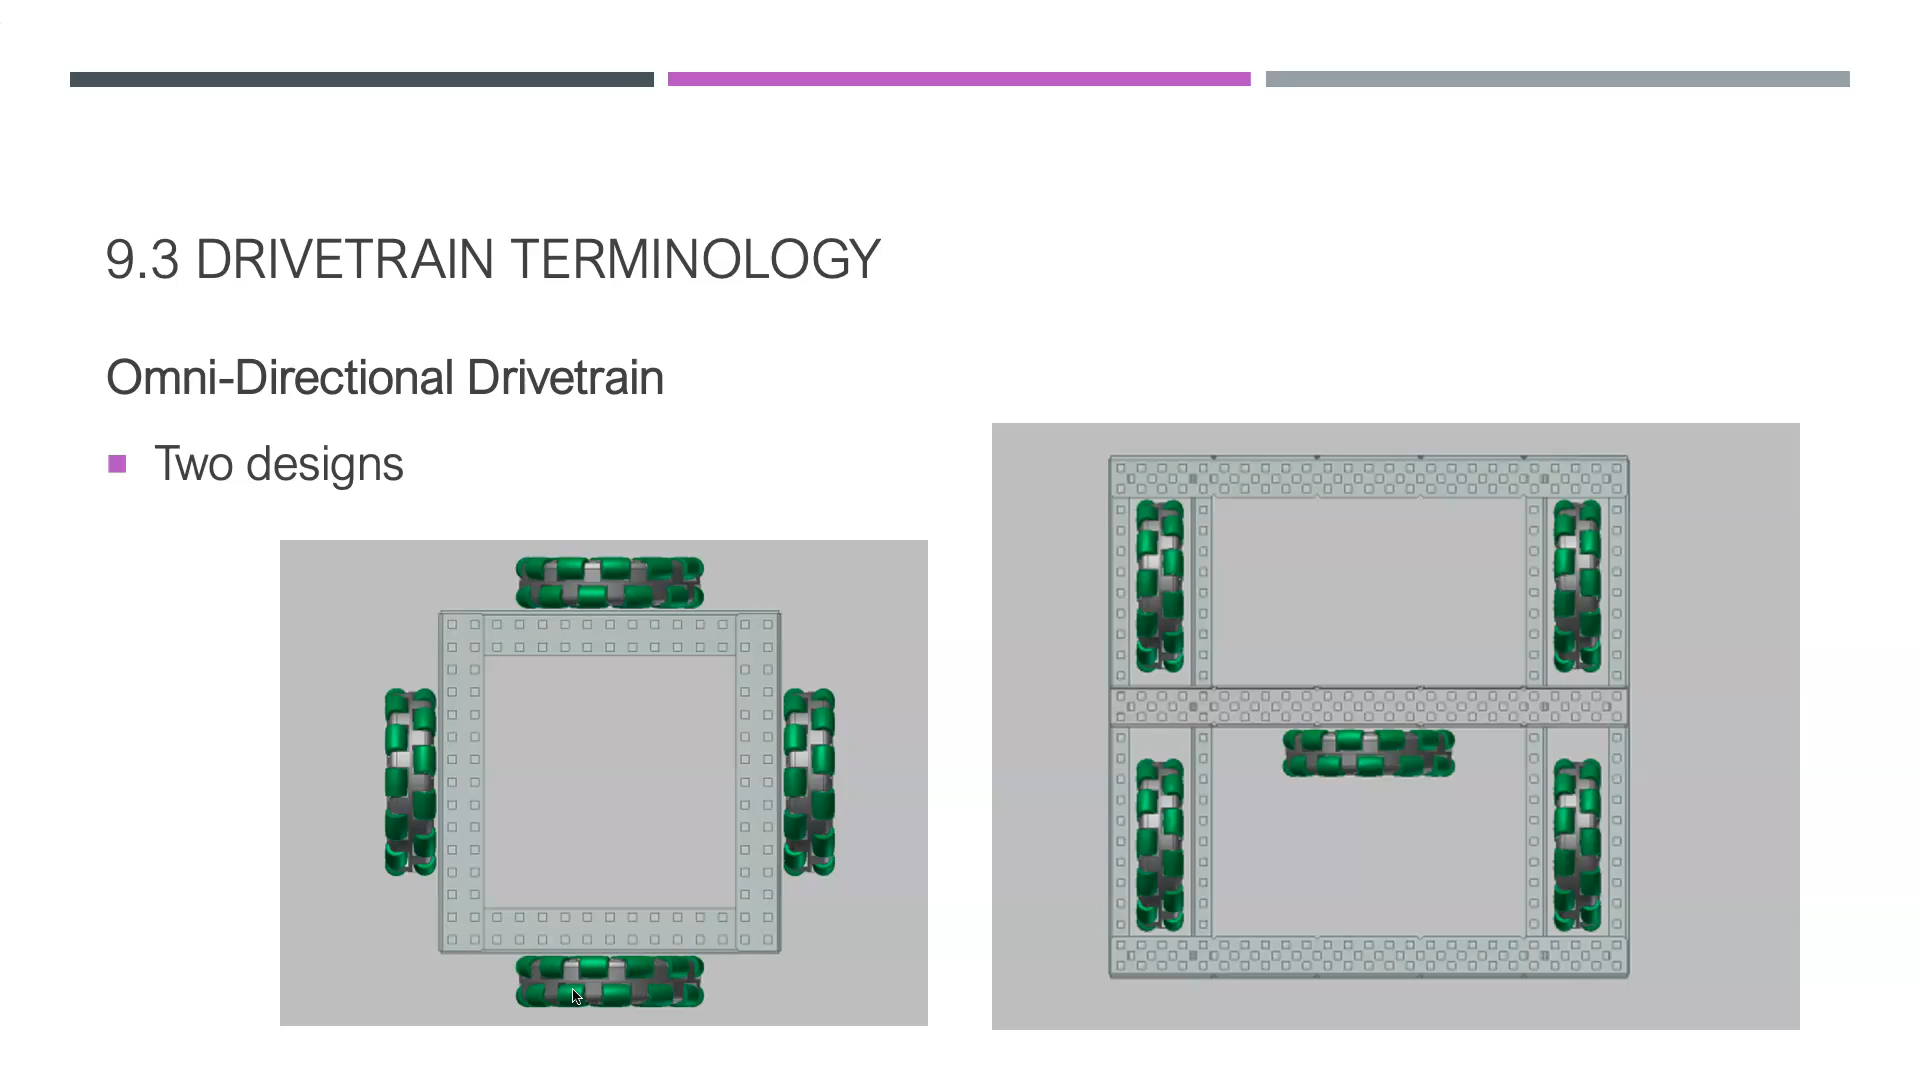 9.3 DRIVETRAIN TERMINOLOGY
Omni-Directional Drivetrain
Two designs